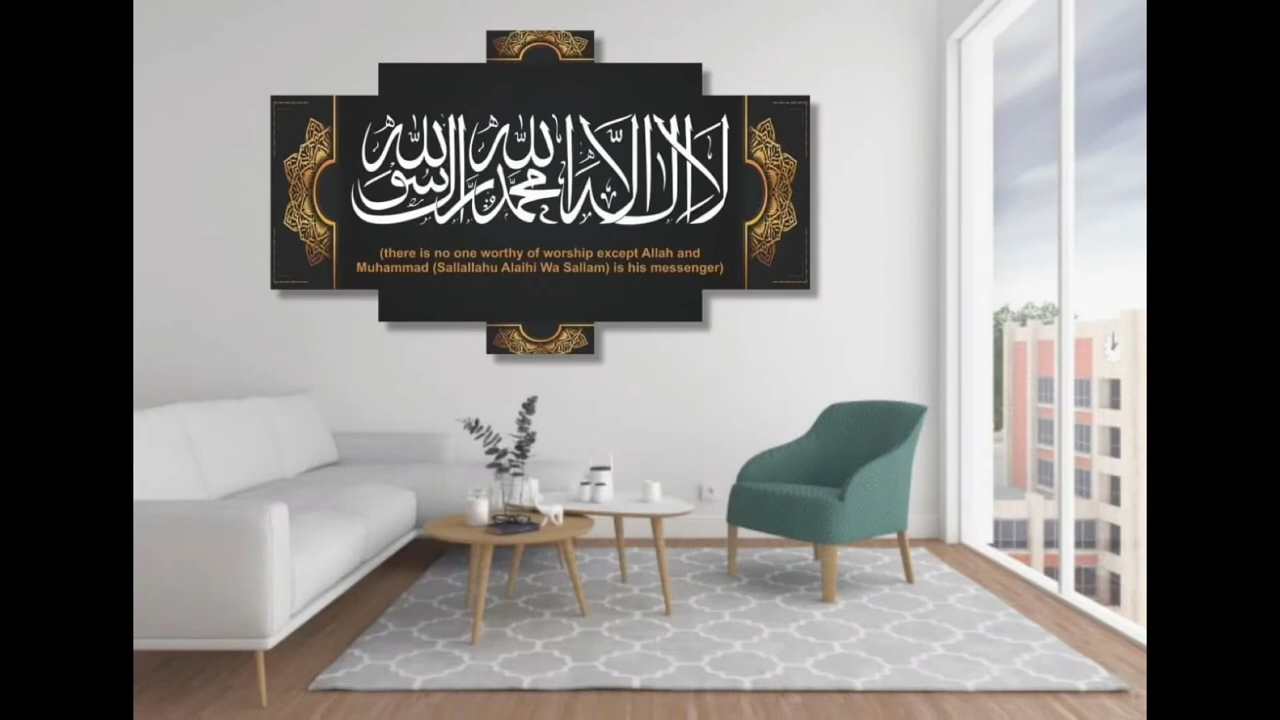 لا إله إلا الله محمد رسول الله
(there is no one worthy of worship except Allah and
Muhammad (Sallallahu Alaihi Wa Sallam) is his messenger)